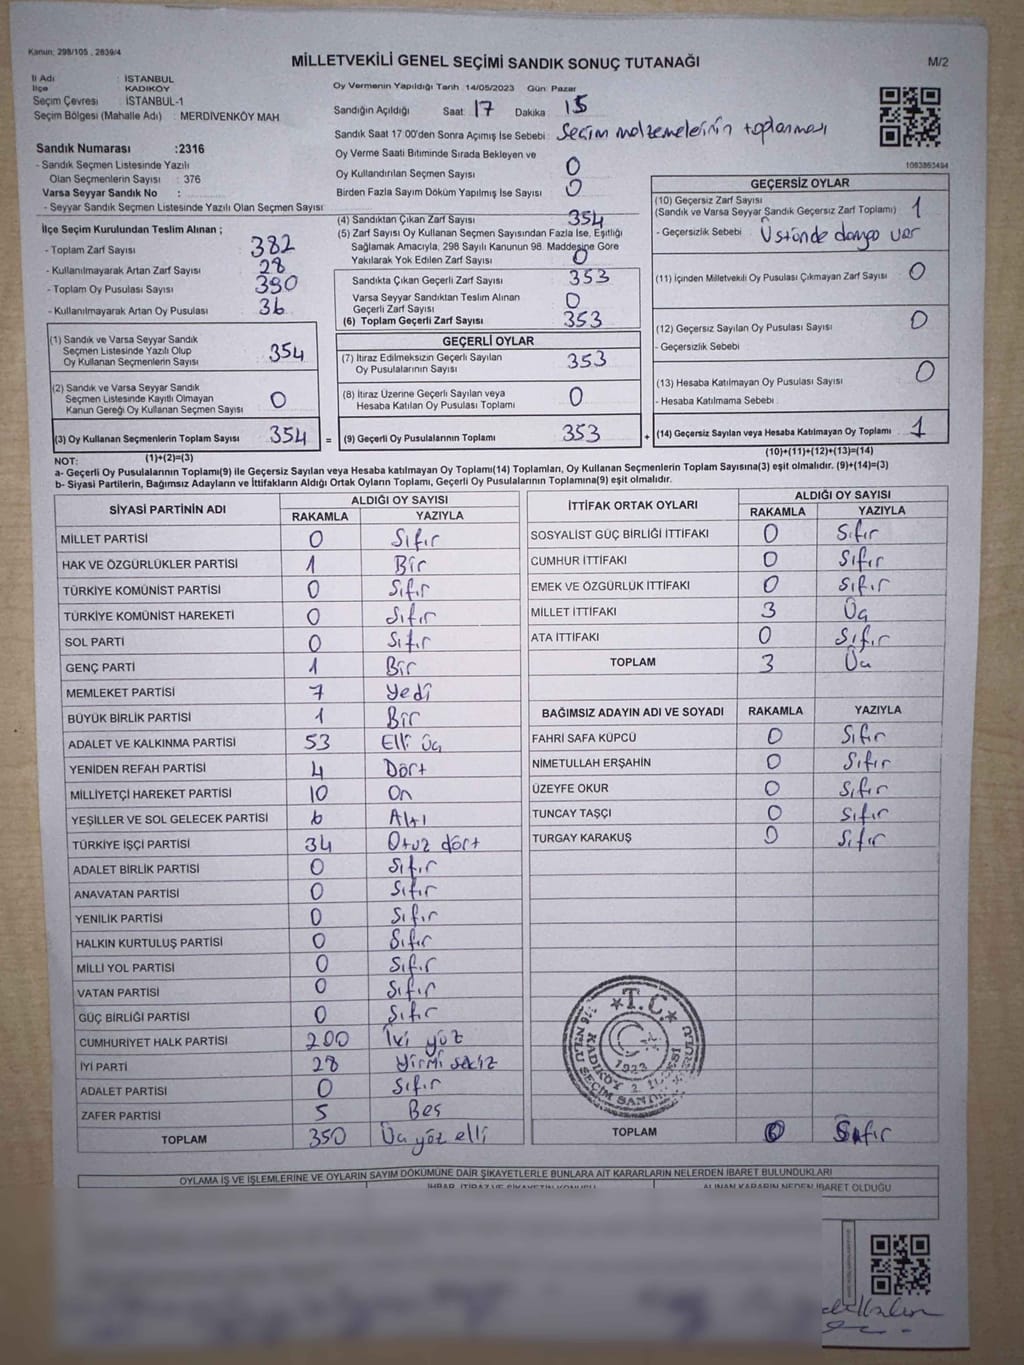 Kanun: 298/105 , 2839/4
MİLLETVEKİLİ GENEL SEÇİMİ SANDIK SONUÇ TUTANAĞI
M/2
İl Adı : İSTANBUL
İlçe KADIKÖY
Seçim Çevresi : İSTANBUL-1
Seçim Bölgesi (Mahalle Adı) : MERDİVENKÖY MAH
Sandık Numarası :2316
- Sandık Seçmen Listesinde Yazılı
Olan Seçmenlerin Sayısı : 376
Varsa Seyyar Sandık No :
- Seyyar Sandık Seçmen Listesinde Yazılı Olan Seçmen Sayısı
Oy Vermenin Yapıldığı Tarih 14/05/2023 Gün: Pazar
Sandığın Açıldığı Saat: 17 Dakika 15
Sandık Saat 17 00'den Sonra Açımış İse Sebebi : Seçim malzemelerinin toplanması
Oy Verme Saati Bitiminde Sırada Bekleyen ve
Oy Kullandırılan Seçmen Sayısı 0
Birden Fazla Sayım Döküm Yapılmış İse Sayısı 0
1083863494
İlçe Seçim Kurulundan Teslim Alınan ;
- Toplam Zarf Sayısı 382
- Kullanılmayarak Artan Zarf Sayısı 28
- Toplam Oy Pusulası Sayısı 390
- Kullanılmayarak Artan Oy Pusulası 36
(4) Sandıktan Çıkan Zarf Sayısı 354
(5) Zarf Sayısı Oy Kullanan Seçmen Sayısından Fazla İse, Eşitliği
Sağlamak Amacıyla, 298 Sayılı Kanunun 98. Maddesine Göre
Yakılarak Yok Edilen Zarf Sayısı 0
Sandıkta Çıkan Geçerli Zarf Sayısı 353
Varsa Seyyar Sandıktan Teslim Alınan
Geçerli Zarf Sayısı 0
(6) Toplam Geçerli Zarf Sayısı 353
GEÇERSİZ OYLAR
(10) Geçersiz Zarf Sayısı
(Sandık ve Varsa Seyyar Sandık Geçersiz Zarf Toplamı) 1
- Geçersizlik Sebebi : Üstünde damga var
(11) İçinden Milletvekili Oy Pusulası Çıkmayan Zarf Sayısı 0
(12) Geçersiz Sayılan Oy Pusulası Sayısı 0
- Geçersizlik Sebebi
(13) Hesaba Katılmayan Oy Pusulası Sayısı 0
- Hesaba Katılmama Sebebi
(1) Sandık ve Varsa Seyyar Sandık
Seçmen Listesinde Yazılı Olup
Oy Kullanan Seçmenlerin Sayısı 354
(2) Sandık ve Varsa Seyyar Sandık
Seçmen Listesinde Kayıtlı Olmayan
Kanun Gereği Oy Kullanan Seçmen Sayısı 0
GEÇERLİ OYLAR
(7) İtiraz Edilmeksizin Geçerli Sayılan
Oy Pusulalarının Sayısı 353
(8) İtiraz Üzerine Geçerli Sayılan veya
Hesaba Katılan Oy Pusulası Toplamı 0
(3) Oy Kullanan Seçmenlerin Toplam Sayısı 354 = (9) Geçerli Oy Pusulalarının Toplamı 353 + (14) Geçersiz Sayılan veya Hesaba Katılmayan Oy Toplamı 1
(1)+(2)=(3)
(10)+(11)+(12)+(13)=(14)
NOT:
a- Geçerli Oy Pusulalarının Toplamı(9) ile Geçersiz Sayılan veya Hesaba katılmayan Oy Toplamı(14) Toplamları, Oy Kullanan Seçmenlerin Toplam Sayısına(3) eşit olmalıdır. (9)+(14)=(3)
b- Siyasi Partilerin, Bağımsız Adayların ve İttifakların Aldığı Ortak Oyların Toplamı, Geçerli Oy Pusulalarının Toplamına(9) eşit olmalıdır.
SİYASİ PARTİNİN ADI ALDIĞI OY SAYISI
RAKAMLA YAZIYLA
MİLLET PARTİSİ 0 Sıfır
HAK VE ÖZGÜRLÜKLER PARTİSİ 1 Bir
TÜRKİYE KOMÜNİST PARTİSİ 0 Sıfır
TÜRKİYE KOMÜNİST HAREKETİ 0 Sıfır
SOL PARTİ 0 Sıfır
GENÇ PARTİ 1 Bir
MEMLEKET PARTİSİ 7 Yedi
BÜYÜK BİRLİK PARTİSİ 1 Bir
ADALET VE KALKINMA PARTİSİ 53 Elli üç
YENİDEN REFAH PARTİSİ 4 Dört
MİLLİYETÇİ HAREKET PARTİSİ 10 On
YEŞİLLER VE SOL GELECEK PARTİSİ 6 Altı
TÜRKİYE İŞÇİ PARTİSİ 34 Otuz dört
ADALET BİRLİK PARTİSİ 0 Sıfır
ANAVATAN PARTİSİ 0 Sıfır
YENİLİK PARTİSİ 0 Sıfır
HALKIN KURTULUŞ PARTİSİ 0 Sıfır
MİLLİ YOL PARTİSİ 0 Sıfır
VATAN PARTİSİ 0 Sıfır
GÜÇ BİRLİĞİ PARTİSİ 0 Sıfır
CUMHURİYET HALK PARTİSİ 200 İki yüz
İYİ PARTİ 28 Yirmi sekiz
ADALET PARTİSİ 0 Sıfır
ZAFER PARTİSİ 5 Beş
TOPLAM 350 Üç yüz elli
İTTİFAK ORTAK OYLARI ALDIĞI OY SAYISI
RAKAMLA YAZIYLA
SOSYALİST GÜÇ BİRLİĞİ İTTİFAKI 0 Sıfır
CUMHUR İTTİFAKI 0 Sıfır
EMEK VE ÖZGÜRLÜK İTTİFAKI 0 Sıfır
MİLLET İTTİFAKI 3 Üç
ATA İTTİFAKI 0 Sıfır
TOPLAM 3 Üç
BAĞIMSIZ ADAYIN ADI VE SOYADI RAKAMLA YAZIYLA
FAHRİ SAFA KÜPCÜ 0 Sıfır
NİMETULLAH ERŞAHİN 0 Sıfır
ÜZEYFE OKUR 0 Sıfır
TUNCAY TAŞÇI 0 Sıfır
TURGAY KARAKUŞ 0 Sıfır
T.C.
KADIKÖY 2. İLÇESİ
SEÇİM SANDIK KURULU
1923
TOPLAM 0 Sıfır
OYLAMA İŞ VE İŞLEMLERİNE VE OYLARIN SAYIM DÖKÜMÜNE DAİR ŞİKAYETLERLE BUNLARA AİT KARARLARIN NELERDEN İBARET BULUNDUKLARI
ALINAN KARARIN NEDEN İBARET OLDUĞU